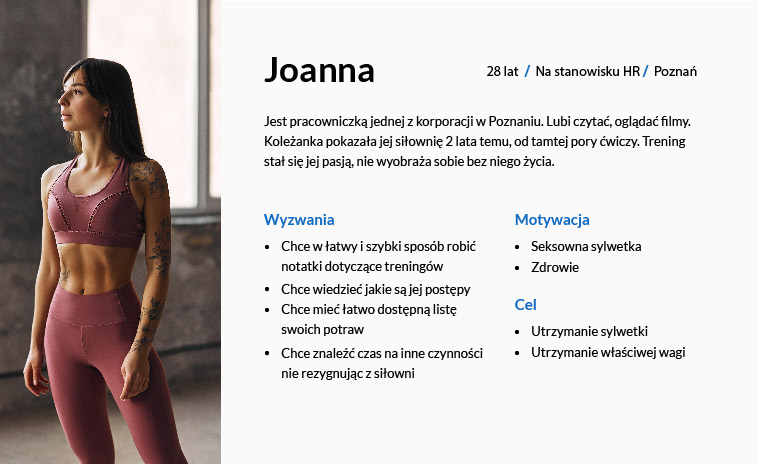 Joanna
28 lat / Na stanowisku HR / Poznań
Jest pracowniczką jednej z korporacji w Poznaniu. Lubi czytać, oglądać filmy.
Koleżanka pokazała jej siłownię 2 lata temu, od tamtej pory ćwiczy. Trening
stał się jej pasją, nie wyobraża sobie bez niego życia.
Wyzwania
• Chce w łatwy i szybki sposób robić
notatki dotyczące treningów
• Chce wiedzieć jakie są jej postępy
• Chce mieć łatwo dostępną listę
swoich potraw
• Chce znaleźć czas na inne czynności
nie rezygnując z siłowni
Motywacja
• Seksowna sylwetka
• Zdrowie
Cel
• Utrzymanie sylwetki
• Utrzymanie właściwej wagi